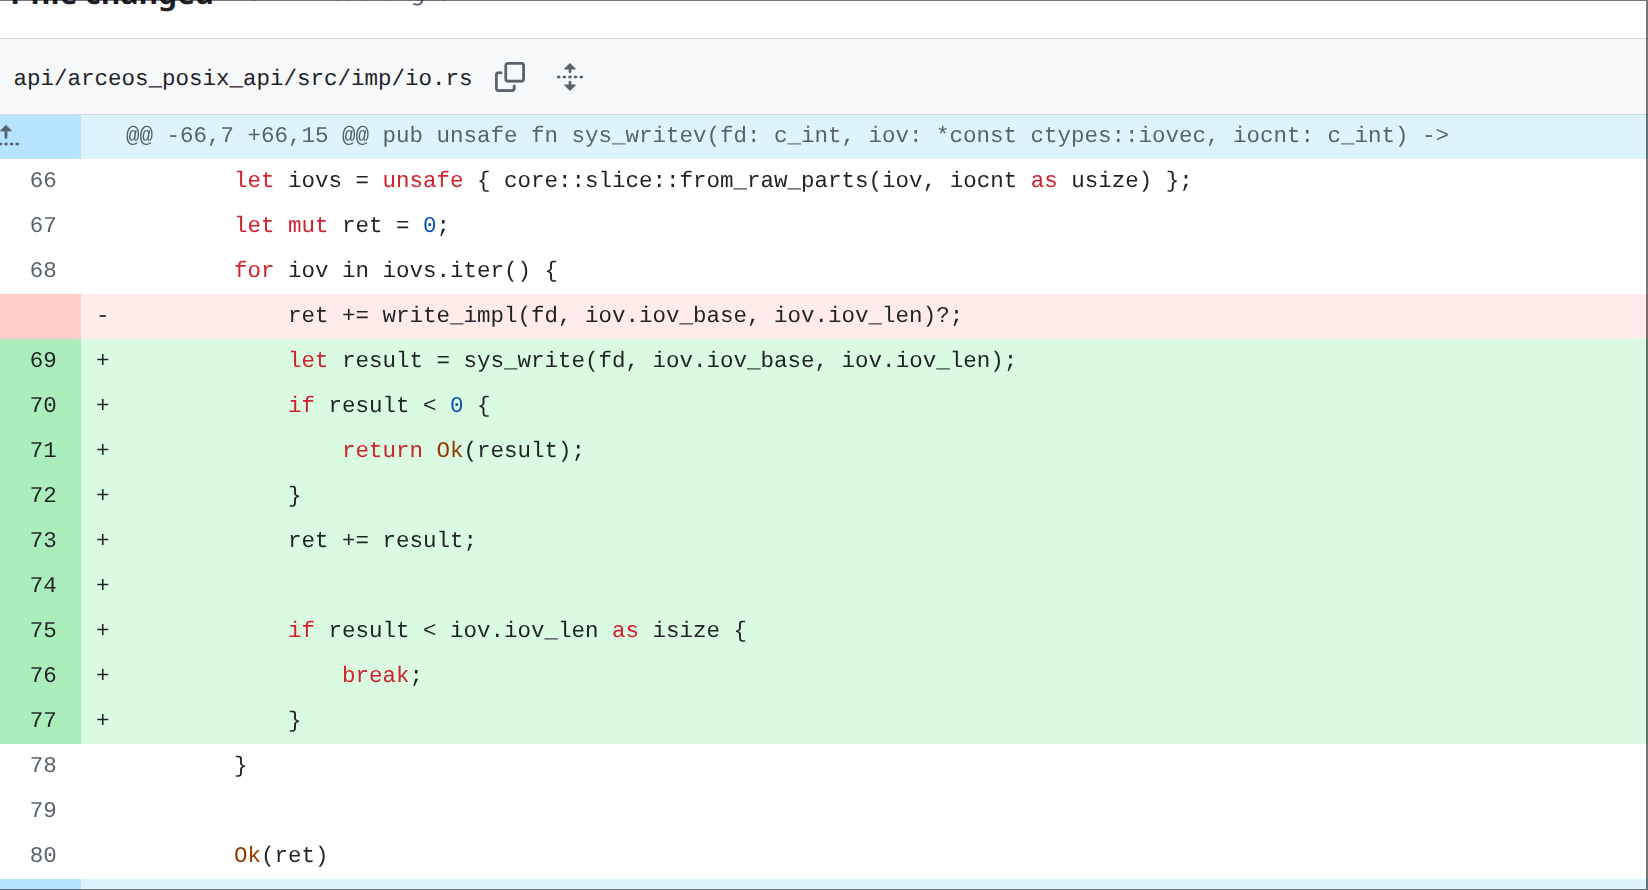 api/arceos_posix_api/src/imp/io.rs
@@ -66,7 +66,15 @@ pub unsafe fn sys_writev(fd: c_int, iov: *const ctypes::iovec, iocnt: c_int) ->
66 let iovs = unsafe { core::slice::from_raw_parts(iov, iocnt as usize) };
67 let mut ret = 0;
68 for iov in iovs.iter() {
- ret += write_impl(fd, iov.iov_base, iov.iov_len)?;
69 + let result = sys_write(fd, iov.iov_base, iov.iov_len);
70 + if result < 0 {
71 + return Ok(result);
72 + }
73 + ret += result;
74 +
75 + if result < iov.iov_len as isize {
76 + break;
77 + }
78 }
79
80 Ok(ret)